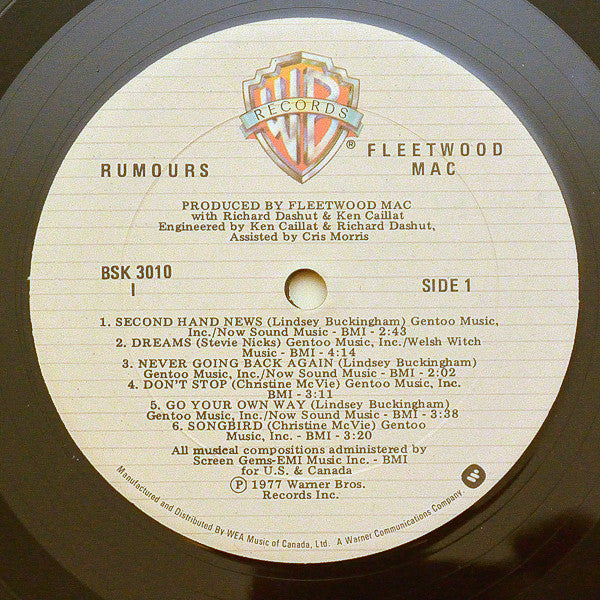 WB
RECORDS
®
RUMOURS
FLEETWOOD
MAC
PRODUCED BY FLEETWOOD MAC
with Richard Dashut & Ken Caillat
Engineered by Ken Caillat & Richard Dashut,
Assisted by Cris Morris
BSK 3010
1
SIDE 1
1. SECOND HAND NEWS (Lindsey Buckingham) Gentoo Music,
Inc./Now Sound Music - BMI - 2:43
2. DREAMS (Stevie Nicks) Gentoo Music, Inc./Welsh Witch
Music - BMI - 4:14
3. NEVER GOING BACK AGAIN (Lindsey Buckingham)
Gentoo Music, Inc./Now Sound Music - BMI - 2:02
4. DON'T STOP (Christine McVie) Gentoo Music, Inc.
BMI - 3:11
5. GO YOUR OWN WAY (Lindsey Buckingham)
Gentoo Music, Inc./Now Sound Music - BMI - 3:38
6. SONGBIRD (Christine McVie) Gentoo
Music, Inc. - BMI - 3:20
All musical compositions administered by
Screen Gems-EMI Music Inc. - BMI
for U.S. & Canada
Ⓟ 1977 Warner Bros.
Records Inc.
Manufactured and Distributed By WEA Music of Canada, Ltd. A Warner Communications Company.